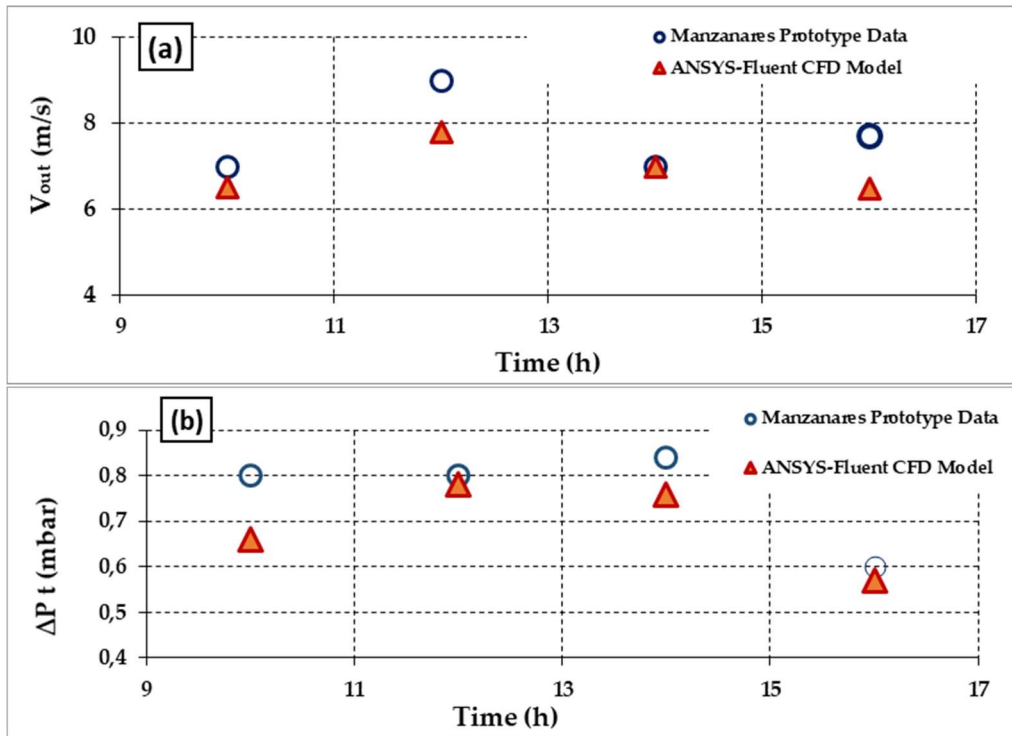 (a)
Manzanares Prototype Data
ANSYS-Fluent CFD Model
10
8
6
4
V_out (m/s)
9 11 13 15 17
Time (h)
(b)
Manzanares Prototype Data
ANSYS-Fluent CFD Model
0,9
0,8
0,7
0,6
0,5
0,4
ΔP t (mbar)
9 11 13 15 17
Time (h)